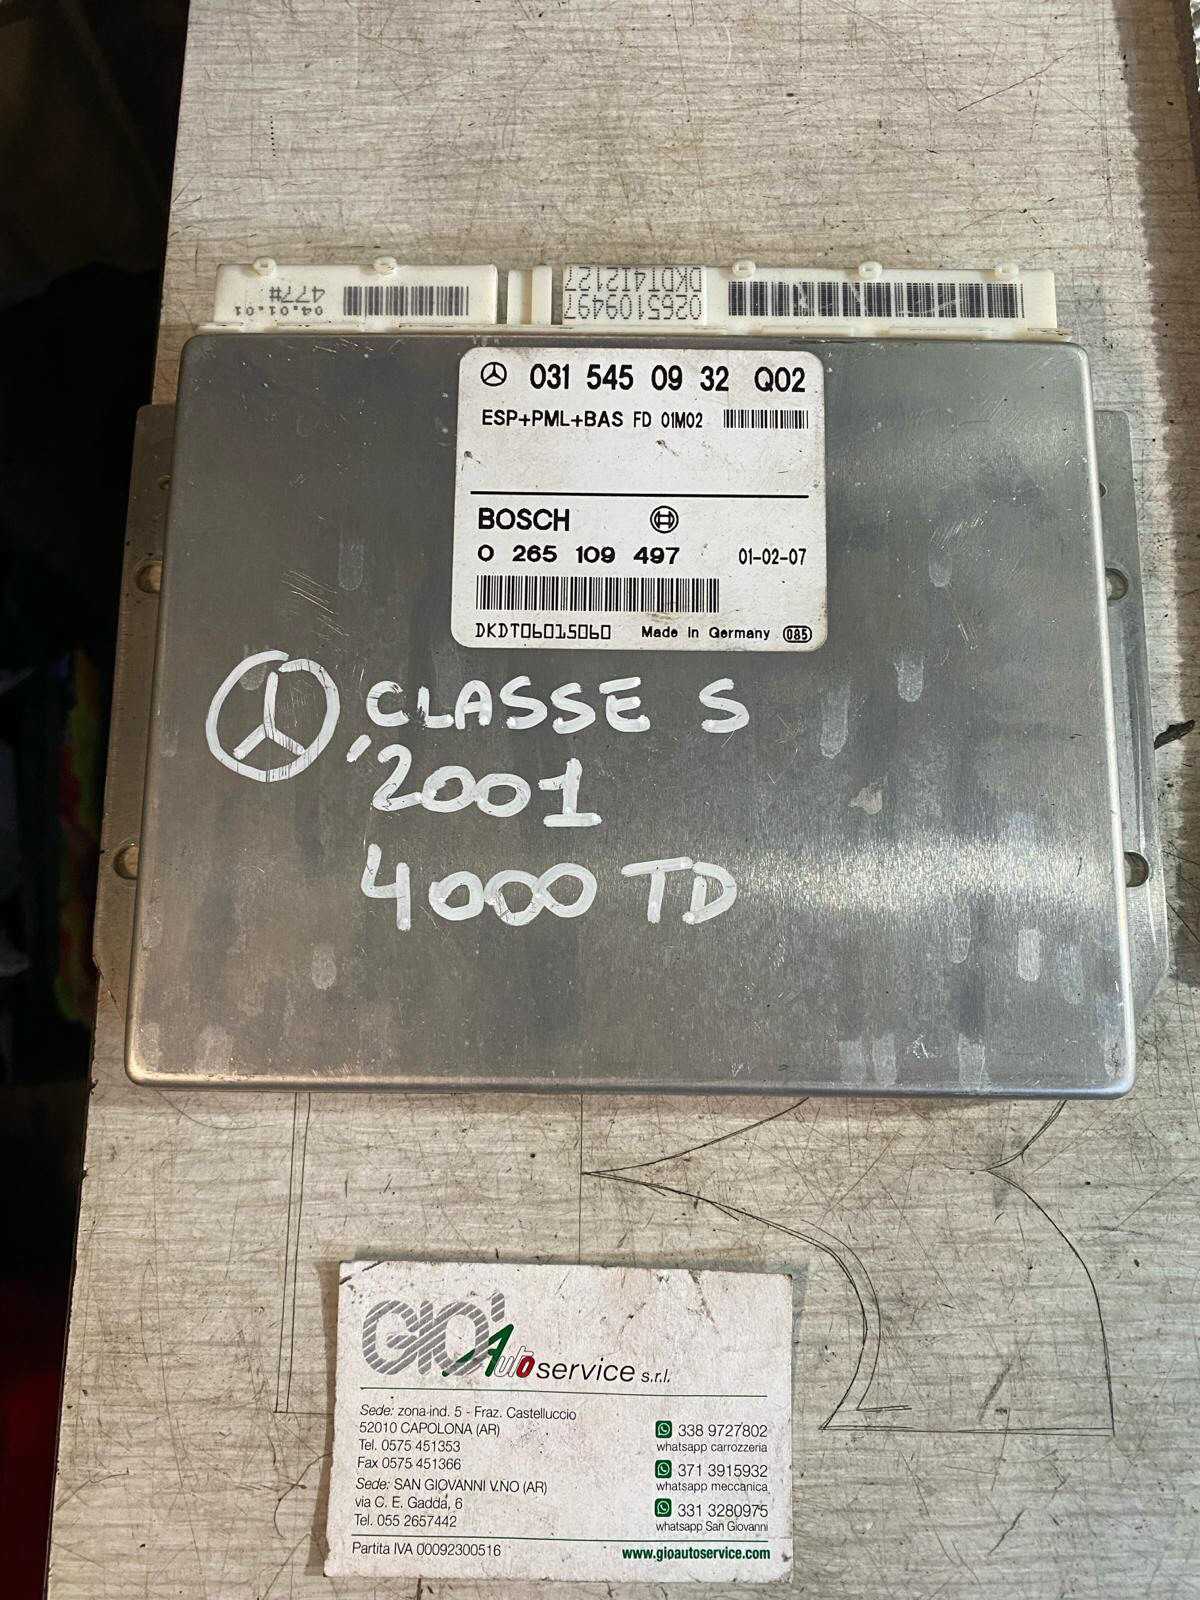 04.01.01
477#
0265109497
DKDT4I2127
031 545 09 32 Q02
ESP+PML+BAS FD 01M02
BOSCH
0 265 109 497 01-02-07
DKDT06015060 Made in Germany 085
CLASSE S
'2001
4000 TD
GIO' Autoservice s.r.l.
Sede: zona ind. 5 - Fraz. Castelluccio
52010 CAPOLONA (AR)
Tel. 0575 451353
Fax 0575 451366
Sede: SAN GIOVANNI V.NO (AR)
via C. E. Gadda, 6
Tel. 055 2657442
Partita IVA 00092300516
338 9727802
whatsapp carrozzeria
371 3915932
whatsapp meccanica
331 3280975
whatsapp San Giovanni
www.gioautoservice.com